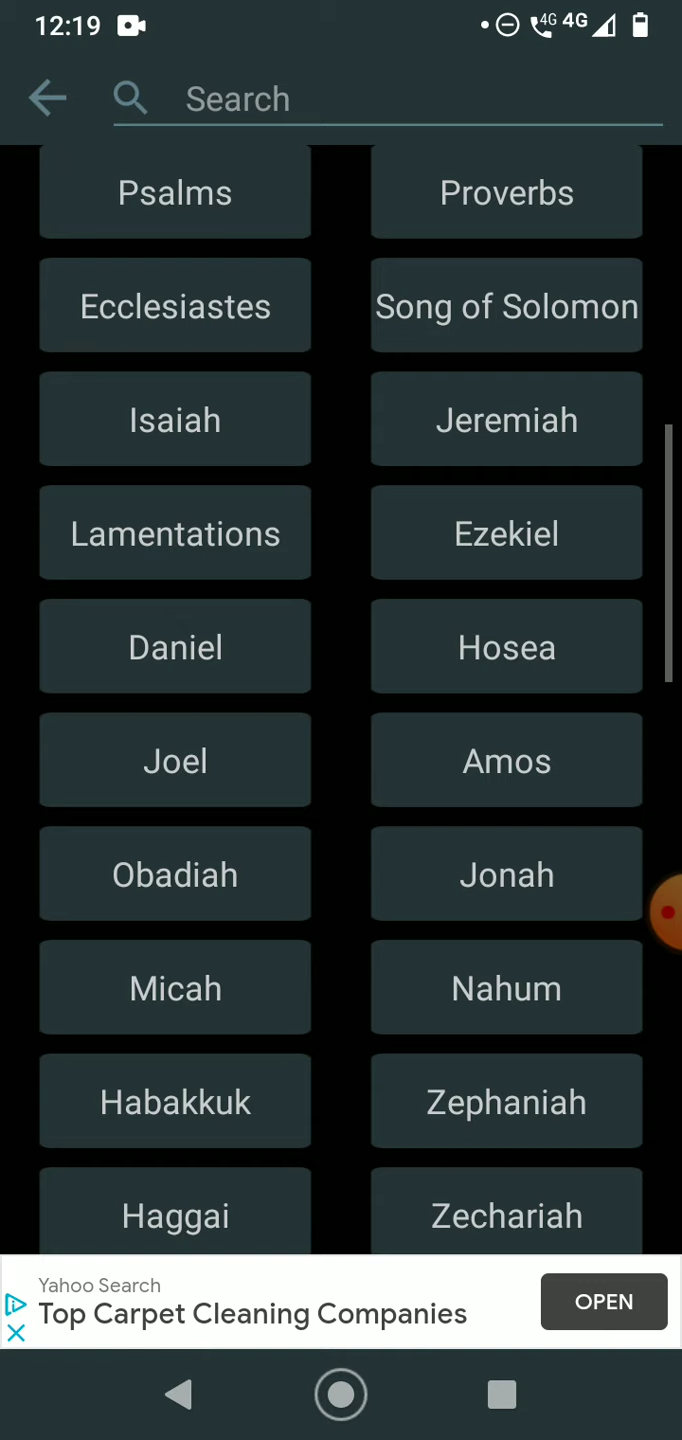 12:19
4G 4G
Search
Psalms
Proverbs
Ecclesiastes
Song of Solomon
Isaiah
Jeremiah
Lamentations
Ezekiel
Daniel
Hosea
Joel
Amos
Obadiah
Jonah
Micah
Nahum
Habakkuk
Zephaniah
Haggai
Zechariah
Yahoo Search
Top Carpet Cleaning Companies
OPEN